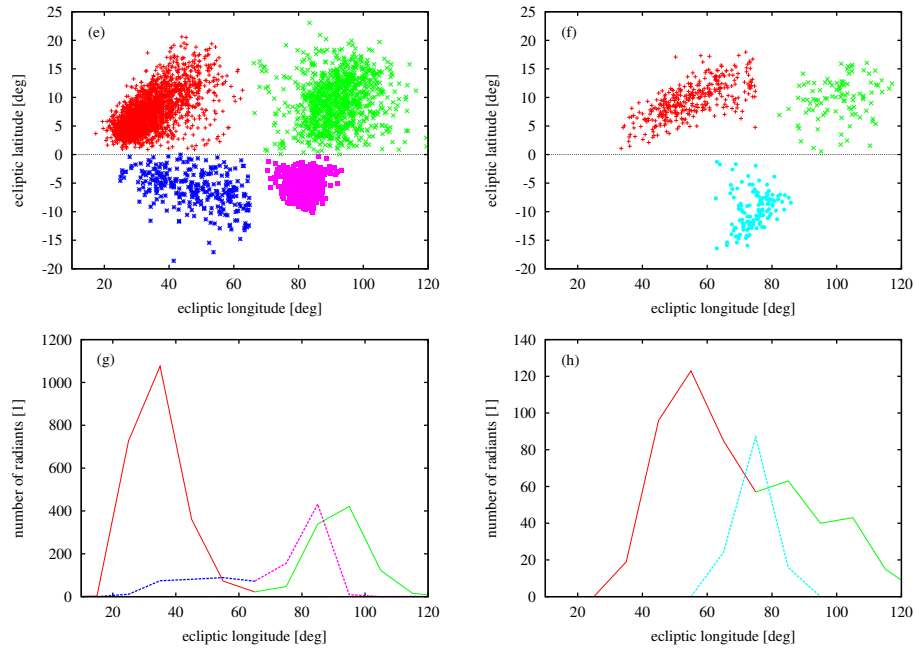 (e)
ecliptic latitude [deg]
25
20
15
10
5
0
-5
-10
-15
-20
20 40 60 80 100 120
ecliptic longitude [deg]
(f)
ecliptic latitude [deg]
25
20
15
10
5
0
-5
-10
-15
-20
20 40 60 80 100 120
ecliptic longitude [deg]
(g)
number of radiants [1]
1200
1000
800
600
400
200
0
20 40 60 80 100 120
ecliptic longitude [deg]
(h)
number of radiants [1]
140
120
100
80
60
40
20
0
20 40 60 80 100 120
ecliptic longitude [deg]